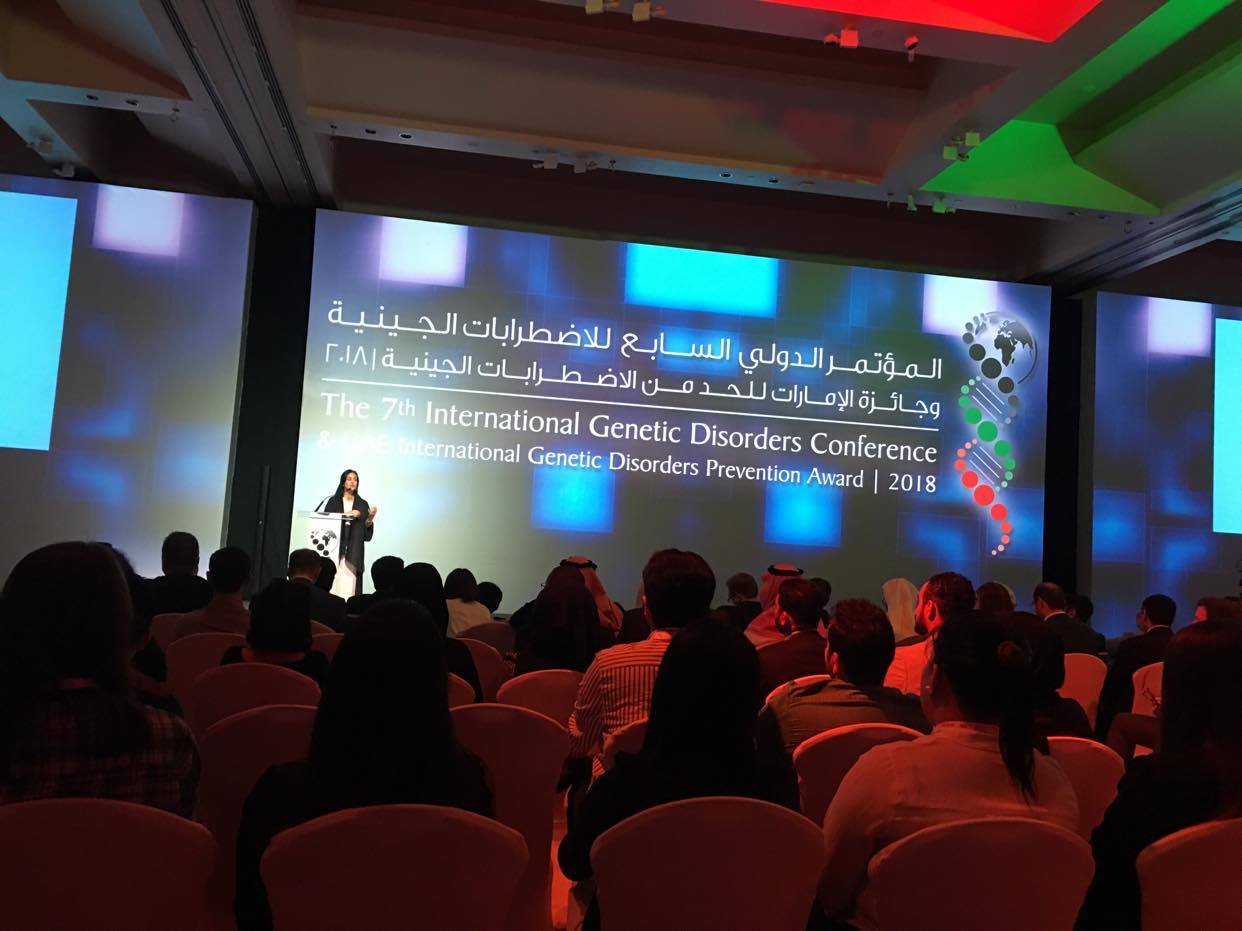 المؤتمر الدولي السابع للاضطرابات الجينية
وجائزة الإمارات للحد من الاضطرابات الجينية | ٢٠١٨
The 7th International Genetic Disorders Conference
& UAE International Genetic Disorders Prevention Award | 2018